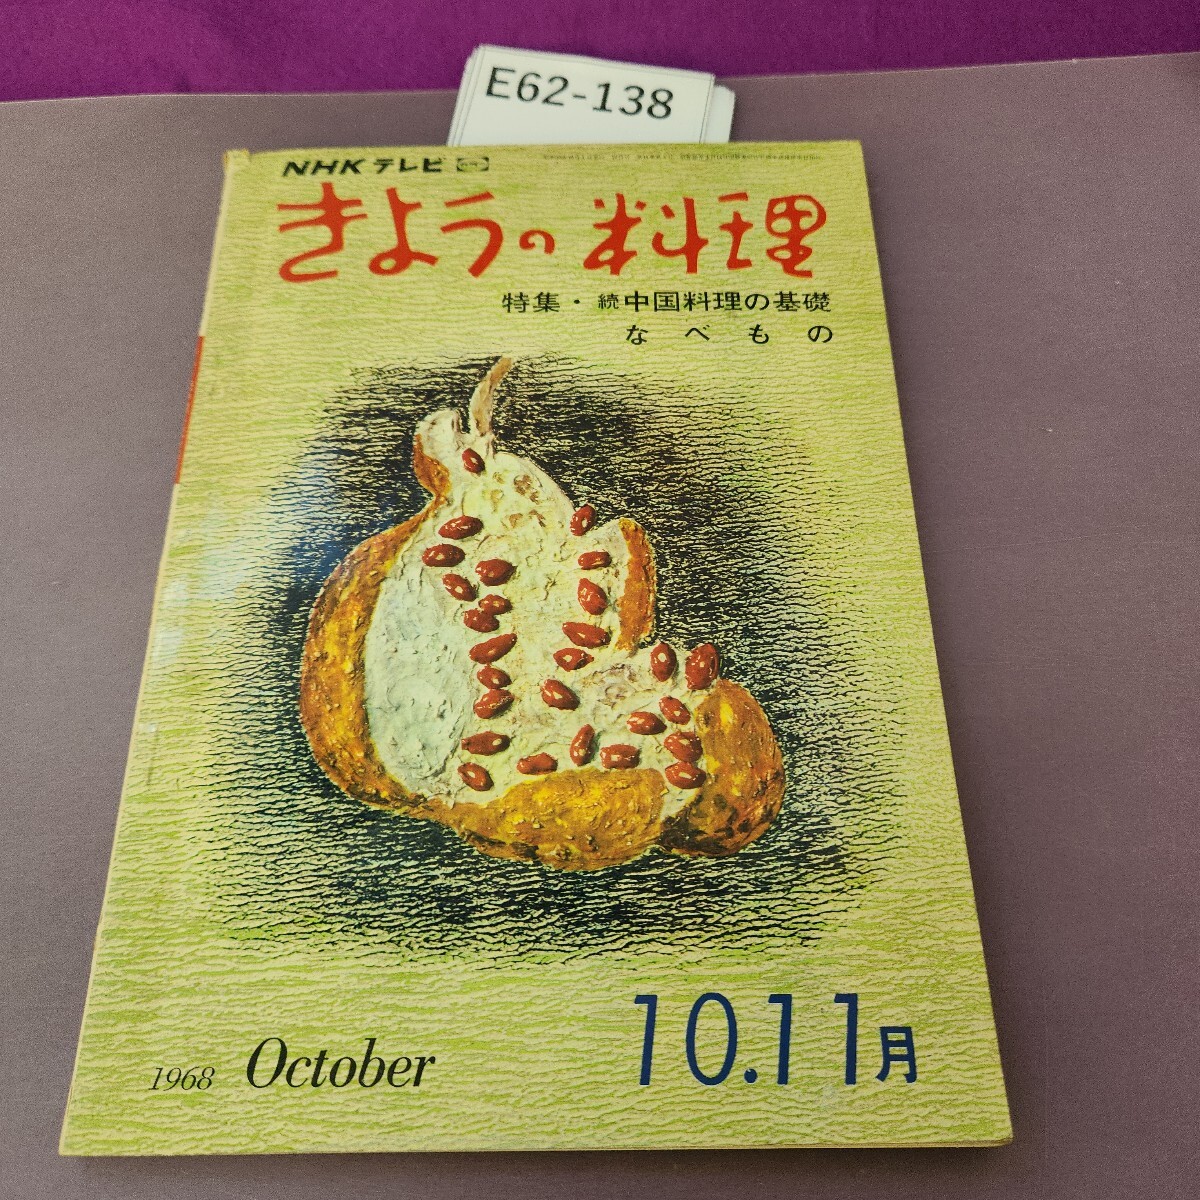 E62-138
NHKテレビ
きようの料理
特集・続中国料理の基礎
なべもの
1968 October
10.11月